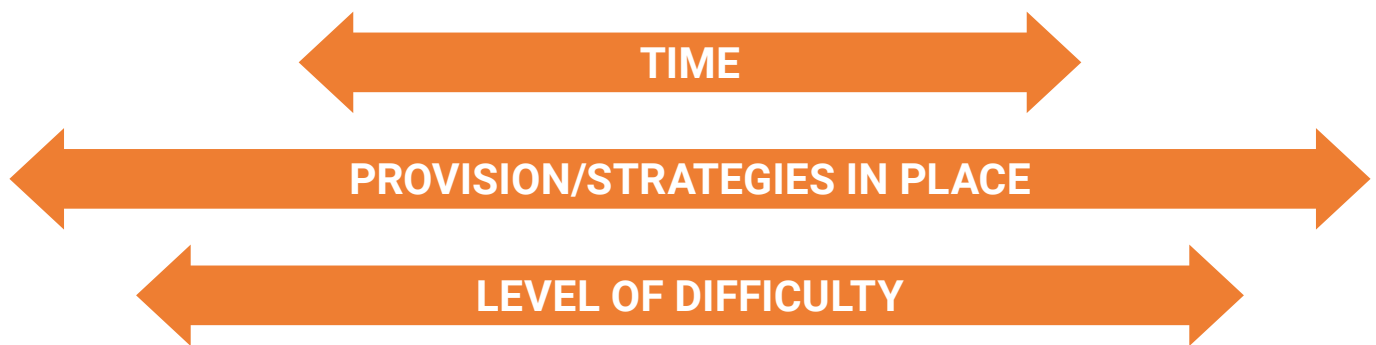 TIME
PROVISION/STRATEGIES IN PLACE
LEVEL OF DIFFICULTY